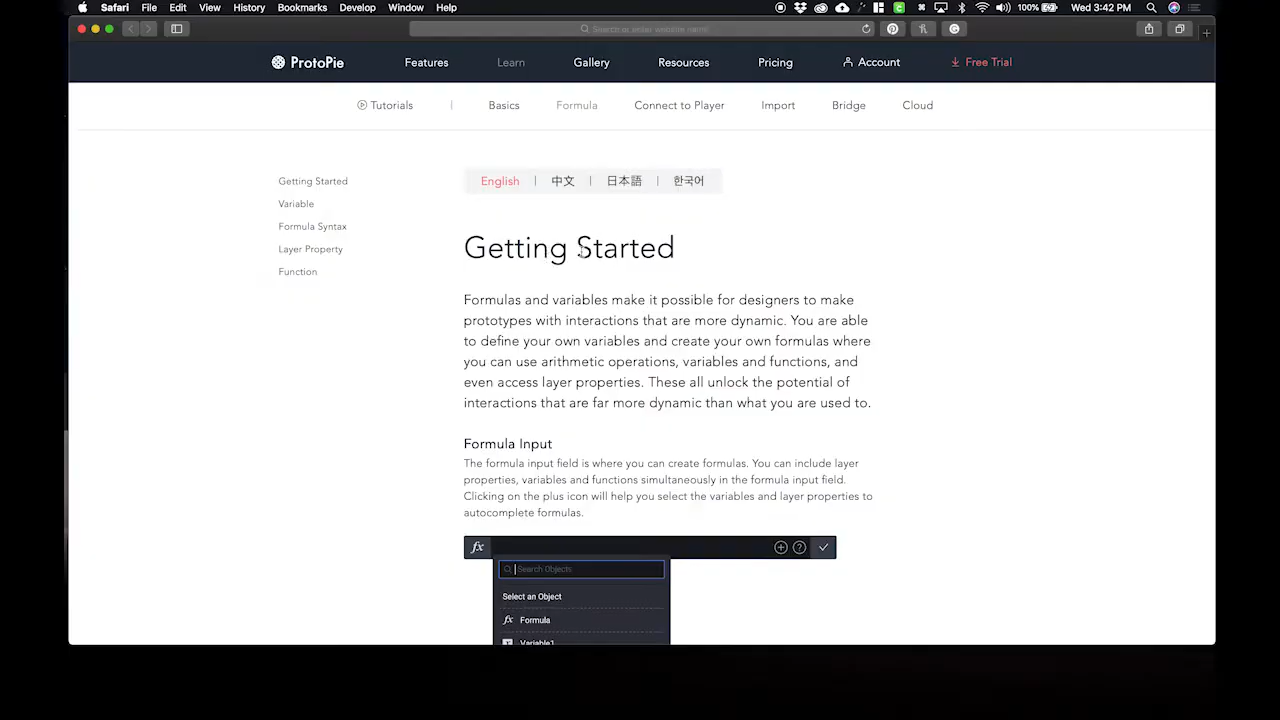 Safari File Edit View History Bookmarks Develop Window Help 100% Wed 3:42 PM
Search or enter website name
ProtoPie Features Learn Gallery Resources Pricing Account Free Trial
Tutorials | Basics Formula Connect to Player Import Bridge Cloud
Getting Started
Variable
Formula Syntax
Layer Property
Function
English | 中文 | 日本語 | 한국어
Getting Started
Formulas and variables make it possible for designers to make
prototypes with interactions that are more dynamic. You are able
to define your own variables and create your own formulas where
you can use arithmetic operations, variables and functions, and
even access layer properties. These all unlock the potential of
interactions that are far more dynamic than what you are used to.
Formula Input
The formula input field is where you can create formulas. You can include layer
properties, variables and functions simultaneously in the formula input field.
Clicking on the plus icon will help you select the variables and layer properties to
autocomplete formulas.
fx
Search Objects
Select an Object
fx Formula
Variable1